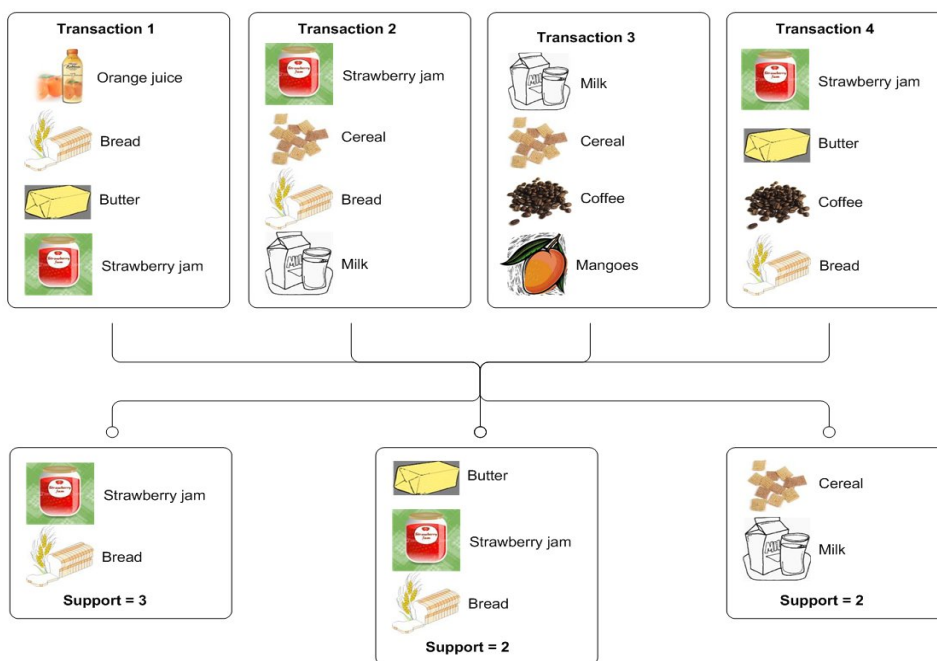 Transaction 1
Orange juice
Bread
Butter
Strawberry jam
Transaction 2
Strawberry jam
Cereal
Bread
Milk
Transaction 3
Milk
Cereal
Coffee
Mangoes
Transaction 4
Strawberry jam
Butter
Coffee
Bread
Strawberry jam
Bread
Support = 3
Butter
Strawberry jam
Bread
Support = 2
Cereal
Milk
Support = 2